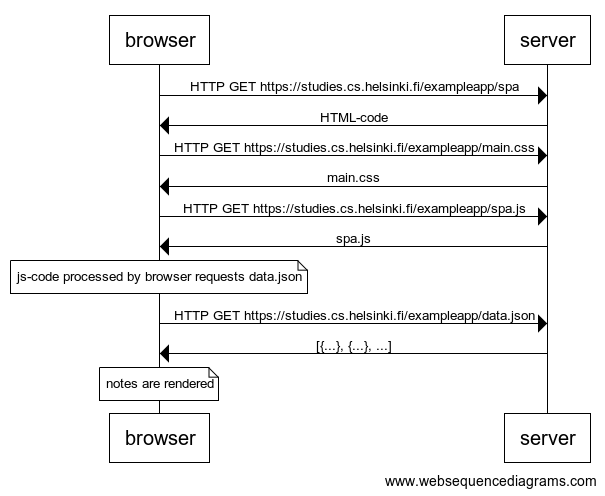 browser
server
HTTP GET https://studies.cs.helsinki.fi/exampleapp/spa
HTML-code
HTTP GET https://studies.cs.helsinki.fi/exampleapp/main.css
main.css
HTTP GET https://studies.cs.helsinki.fi/exampleapp/spa.js
spa.js
js-code processed by browser requests data.json
HTTP GET https://studies.cs.helsinki.fi/exampleapp/data.json
[{...}, {...}, ...]
notes are rendered
browser
server
www.websequencediagrams.com